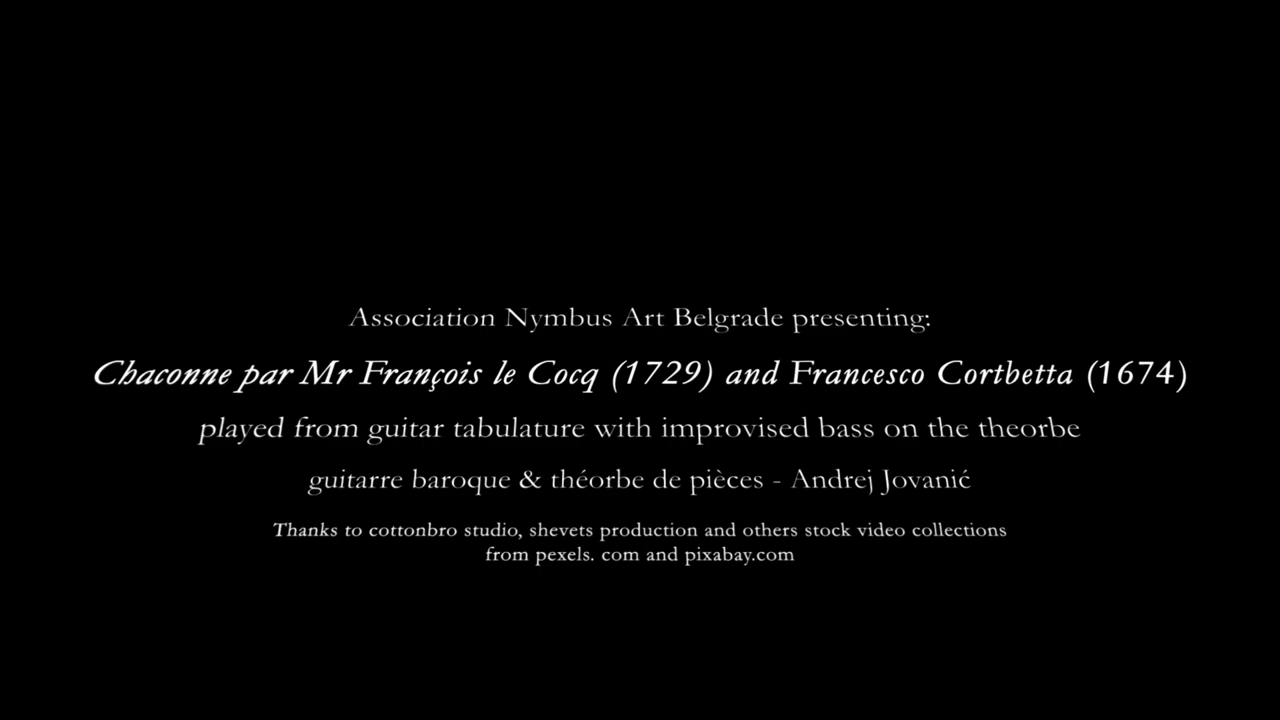 Association Nymbus Art Belgrade presenting:
Chaconne par Mr François le Cocq (1729) and Francesco Cortbetta (1674)
played from guitar tabulature with improvised bass on the theorbe
guitarre baroque & théorbe de pièces - Andrej Jovanić
Thanks to cottonbro studio, shevets production and others stock video collections
from pexels. com and pixabay.com